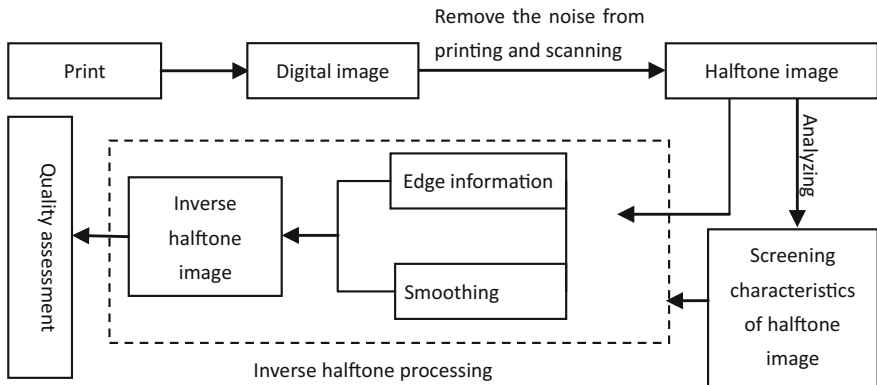 Remove the noise from
printing and scanning
Print
Digital image
Halftone image
Analyzing
Quality assessment
Edge information
Inverse
halftone
image
Smoothing
Screening
characteristics
of halftone
image
Inverse halftone processing